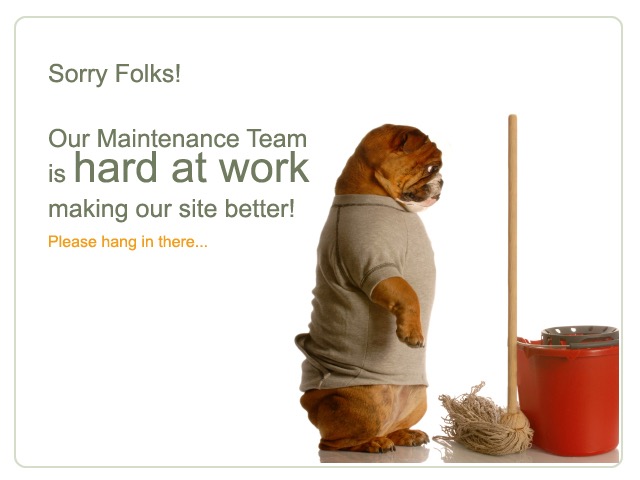 Sorry Folks!
Our Maintenance Team
is hard at work
making our site better!
Please hang in there...